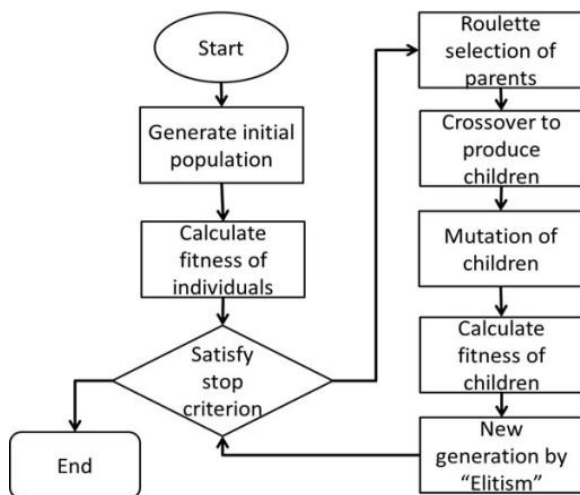 Start
Generate initial
population
Calculate
fitness of
individuals
Satisfy
stop
criterion
End
Roulette
selection of
parents
Crossover to
produce
children
Mutation of
children
Calculate
fitness of
children
New
generation by
“Elitism”